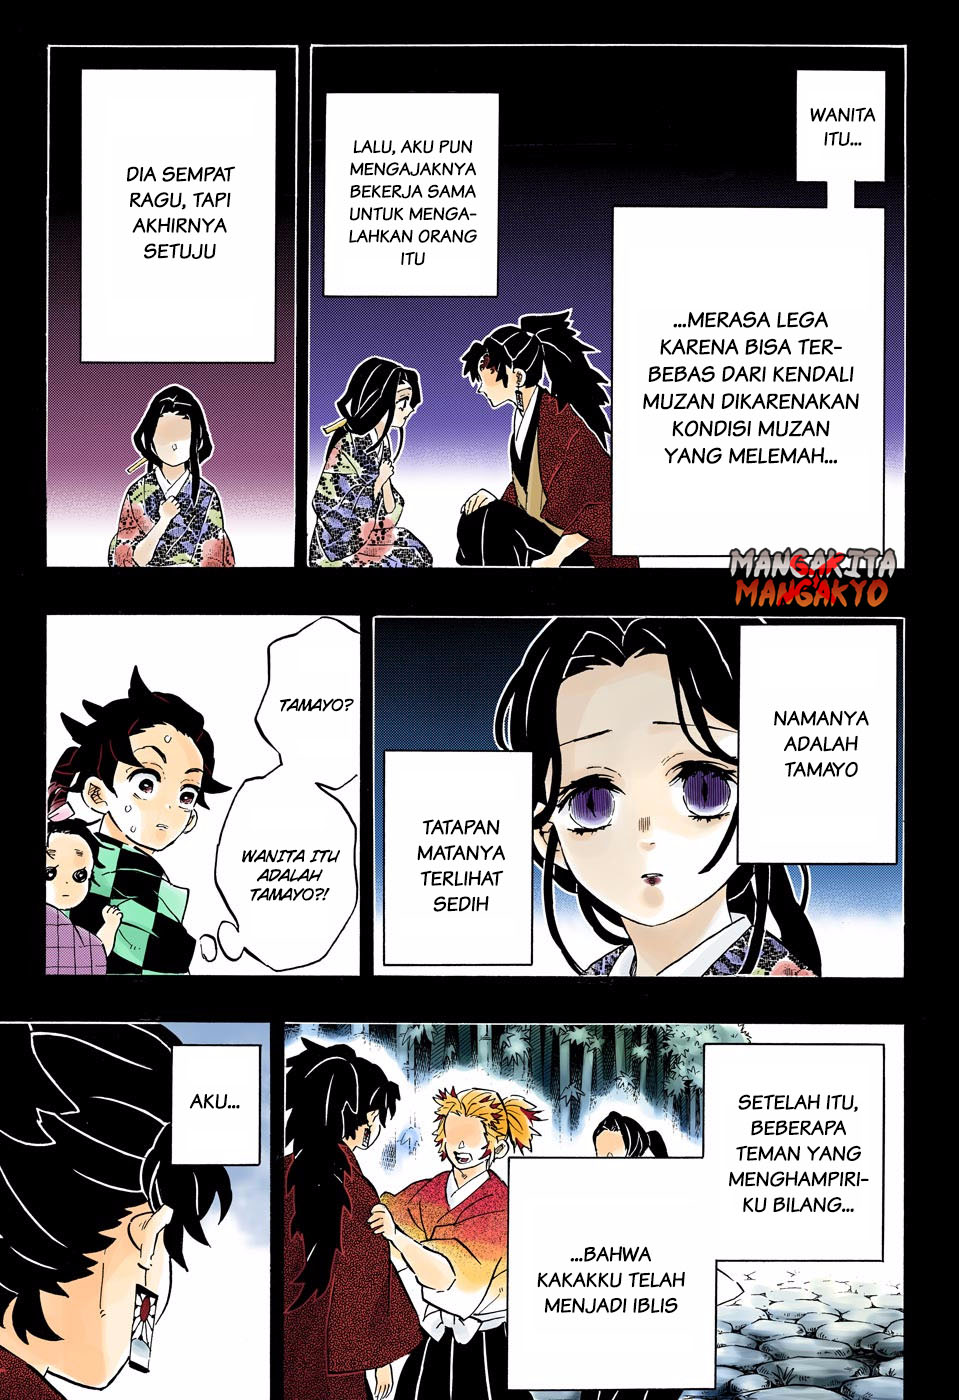 WANITA
ITU...
...MERASA LEGA
KARENA BISA TER-
BEBAS DARI KENDALI
MUZAN DIKARENAKAN
KONDISI MUZAN
YANG MELEMAH...
LALU, AKU PUN
MENGAJAKNYA
BEKERJA SAMA
UNTUK MENGA-
LAHKAN ORANG
ITU
DIA SEMPAT
RAGU, TAPI
AKHIRNYA
SETUJU
MANGAKITA
MANGAKYO
NAMANYA
ADALAH
TAMAYO
TATAPAN
MATANYA
TERLIHAT
SEDIH
TAMAYO?
WANITA ITU
ADALAH
TAMAYO?!
SETELAH ITU,
BEBERAPA
TEMAN YANG
MENGHAMPIRI-
KU BILANG...
...BAHWA
KAKAKKU TELAH
MENJADI IBLIS
AKU...